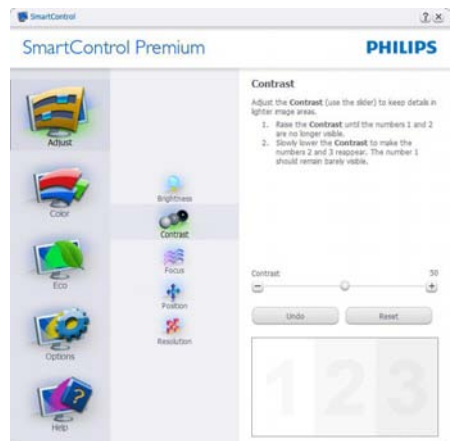 SmartControl
SmartControl Premium
PHILIPS
Adjust
Color
Eco
Options
Help
Brightness
Contrast
Focus
Position
Resolution
Contrast
Adjust the Contrast (use the slider) to keep details in
lighter image areas.
1. Raise the Contrast until the numbers 1 and 2
are no longer visible.
2. Slowly lower the Contrast to make the
numbers 2 and 3 reappear. The number 1
should remain barely visible.
Contrast 50
Undo Reset
1 2 3